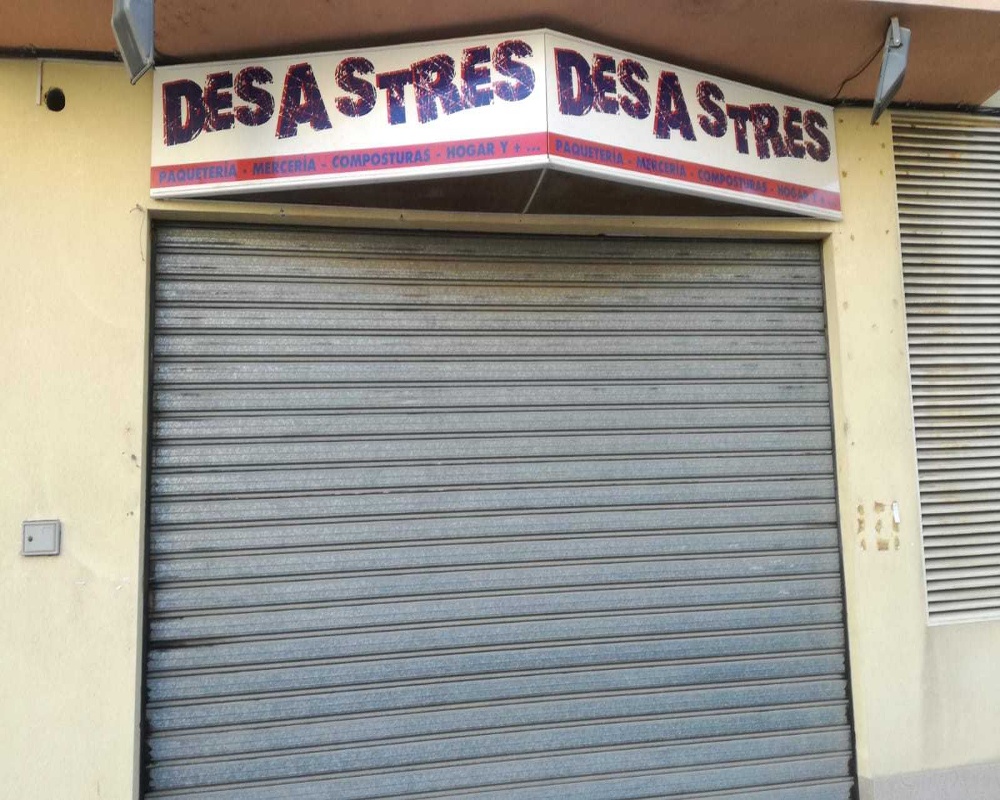 DESASTRES
PAQUETERÍA - MERCERÍA - COMPOSTURAS - HOGAR Y + ...
DESASTRES
PAQUETERÍA - MERCERÍA - COMPOSTURAS - HOGAR Y +